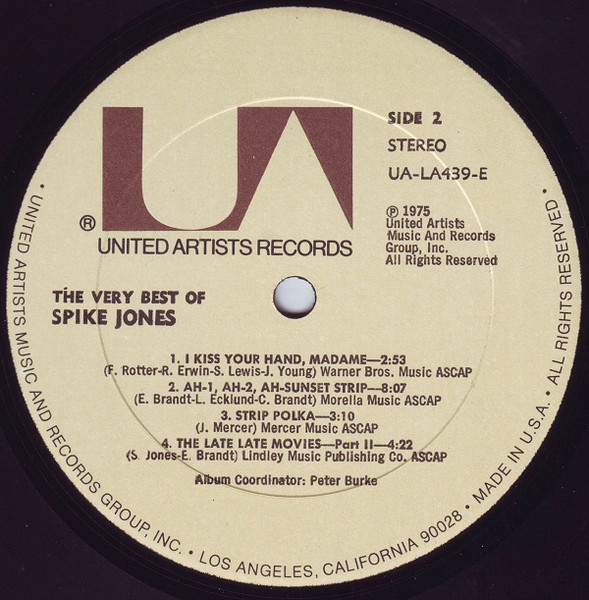 UA
SIDE 2
STEREO
UA-LA439-E
®
UNITED ARTISTS RECORDS
℗ 1975
United Artists
Music And Records
Group, Inc.
All Rights Reserved
THE VERY BEST OF
SPIKE JONES
1. I KISS YOUR HAND, MADAME—2:53
(F. Rotter-R. Erwin-S. Lewis-J. Young) Warner Bros. Music ASCAP
2. AH-1, AH-2, AH-SUNSET STRIP—8:07
(E. Brandt-L. Ecklund-C. Brandt) Morella Music ASCAP
3. STRIP POLKA—3:10
(J. Mercer) Mercer Music ASCAP
4. THE LATE LATE MOVIES—Part II—4:22
(S. Jones-E. Brandt) Lindley Music Publishing Co. ASCAP
Album Coordinator: Peter Burke
• UNITED ARTISTS MUSIC AND RECORDS GROUP, INC. • LOS ANGELES, CALIFORNIA 90028 • MADE IN U.S.A. • ALL RIGHTS RESERVED •